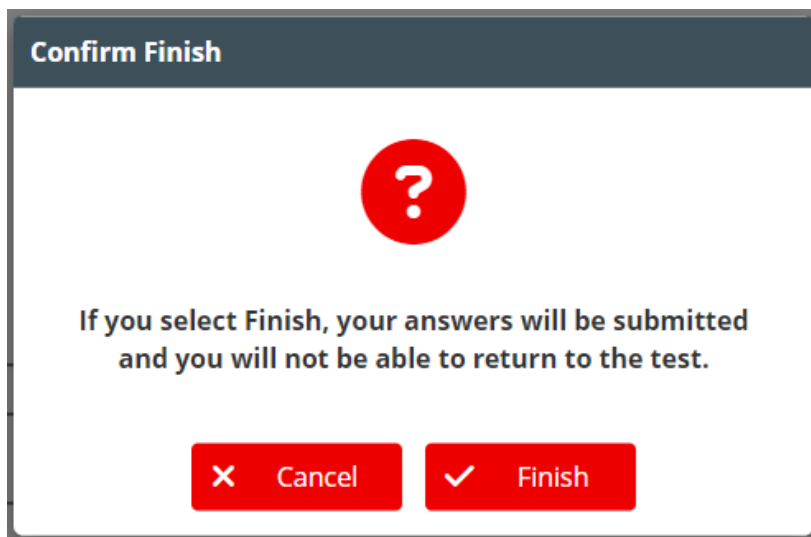 Confirm Finish
?
If you select Finish, your answers will be submitted
and you will not be able to return to the test.
Cancel
Finish